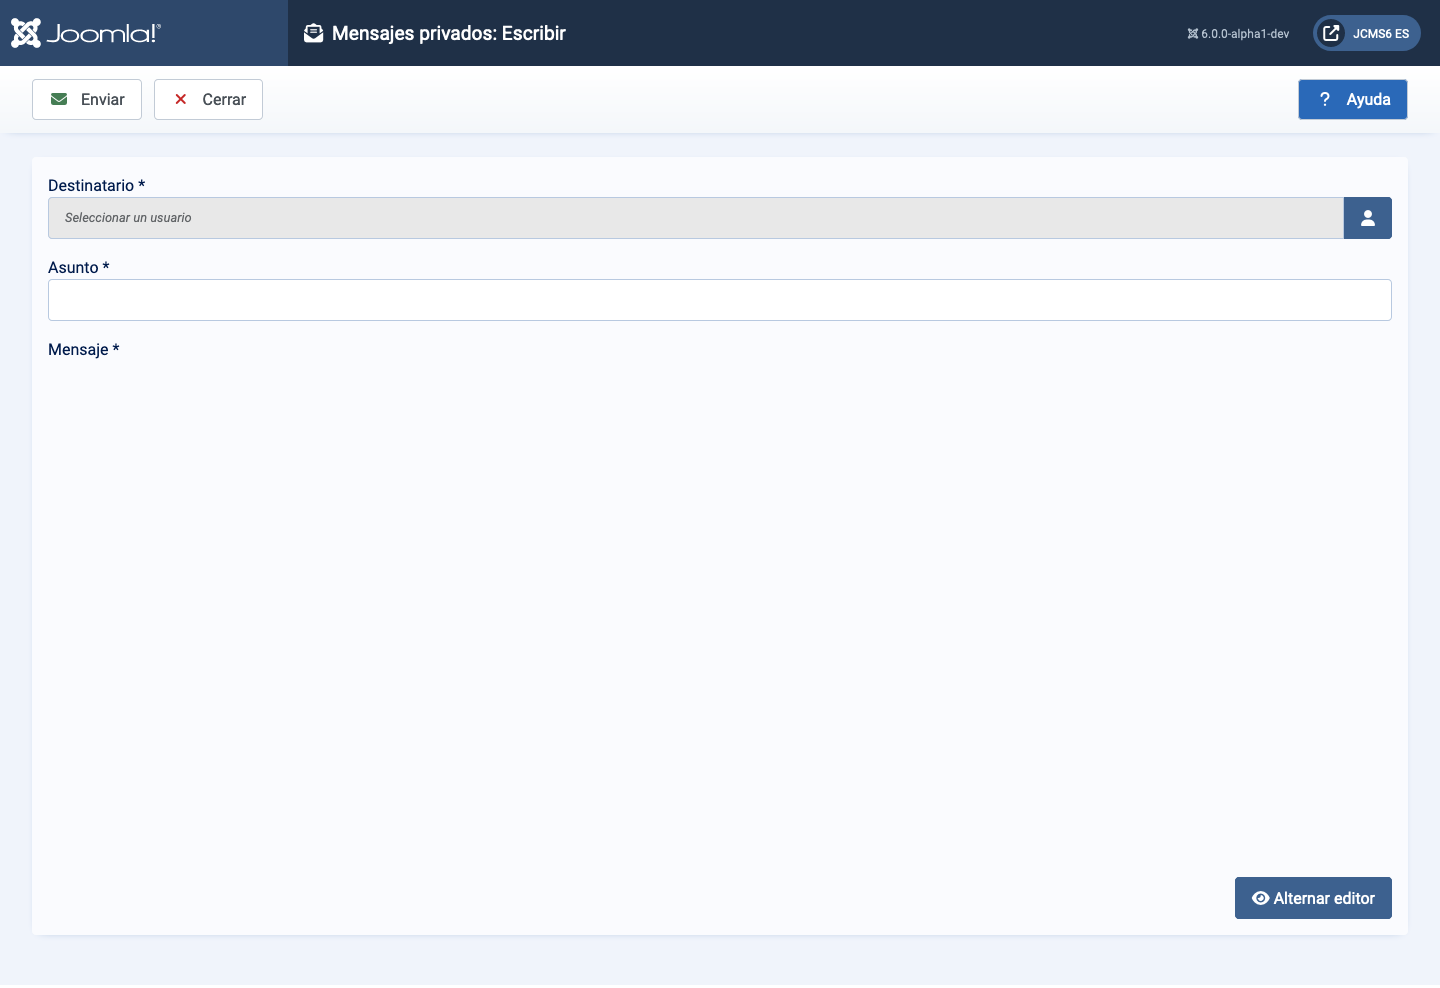 Joomla!®
Mensajes privados: Escribir
6.0.0-alpha1-dev
JCMS6 ES
Enviar
Cerrar
? Ayuda
Destinatario *
Seleccionar un usuario
Asunto *
Mensaje *
Alternar editor